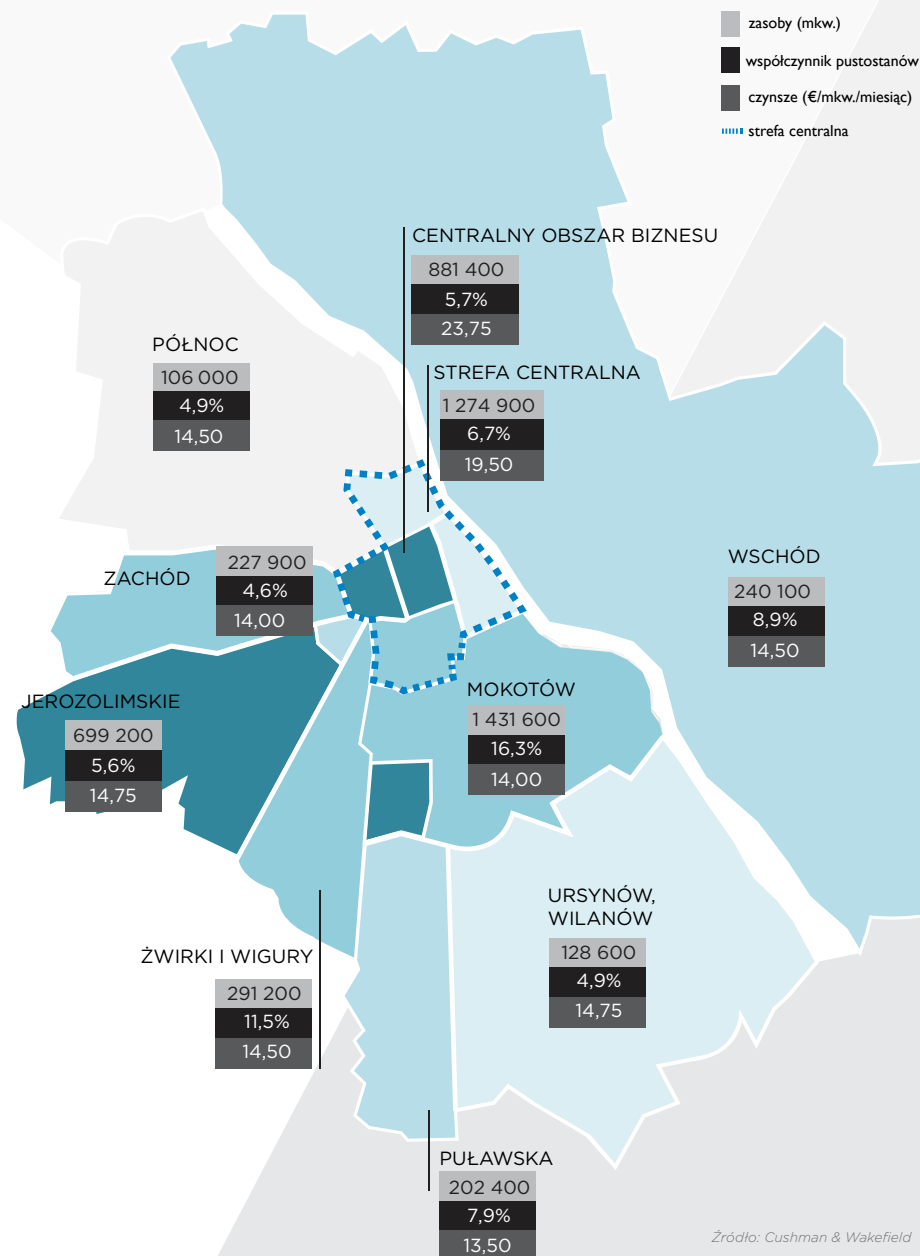 zasoby (mkw.)
współczynnik pustostanów
czynsze (€/mkw./miesiąc)
strefa centralna
CENTRALNY OBSZAR BIZNESU
881 400
5,7%
23,75
PÓŁNOC
106 000
4,9%
14,50
STREFA CENTRALNA
1 274 900
6,7%
19,50
ZACHÓD
227 900
4,6%
14,00
WSCHÓD
240 100
8,9%
14,50
JEROZOLIMSKIE
699 200
5,6%
14,75
MOKOTÓW
1 431 600
16,3%
14,00
URSYNÓW,
WILANÓW
128 600
4,9%
14,75
ŻWIRKI I WIGURY
291 200
11,5%
14,50
PUŁAWSKA
202 400
7,9%
13,50
Źródło: Cushman & Wakefield